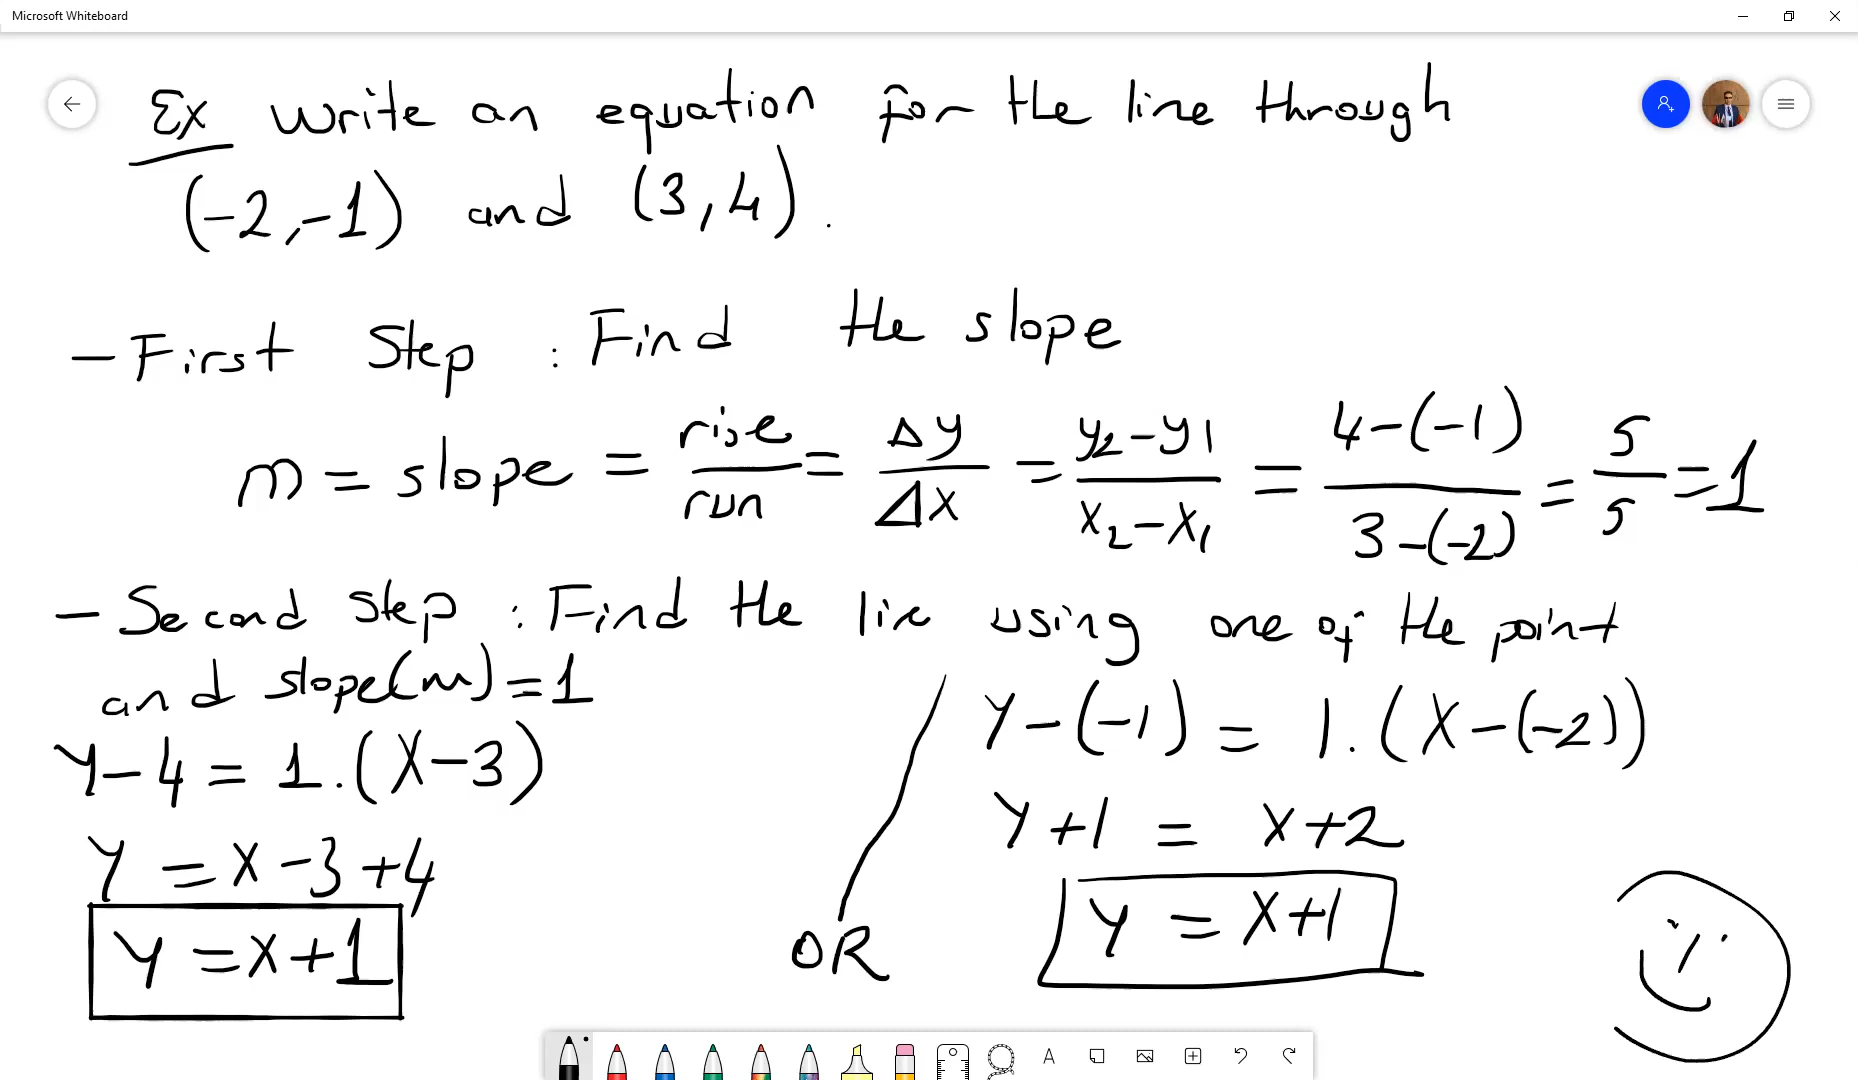 Microsoft Whiteboard
Ex Write an equation for the line through
(-2,-1) and (3,4).
- First Step : Find the slope
m = slope = rise/run = Δy/Δx = y₂-y₁/x₂-x₁ = 4-(-1)/3-(-2) = 5/5 = 1
- Second step : Find the line using one of the point
and slope(m)=1
Y-4 = 1.(X-3)
Y = X-3+4
Y = X+1
OR
Y-(-1) = 1.(X-(-2))
Y+1 = X+2
Y = X+1
A